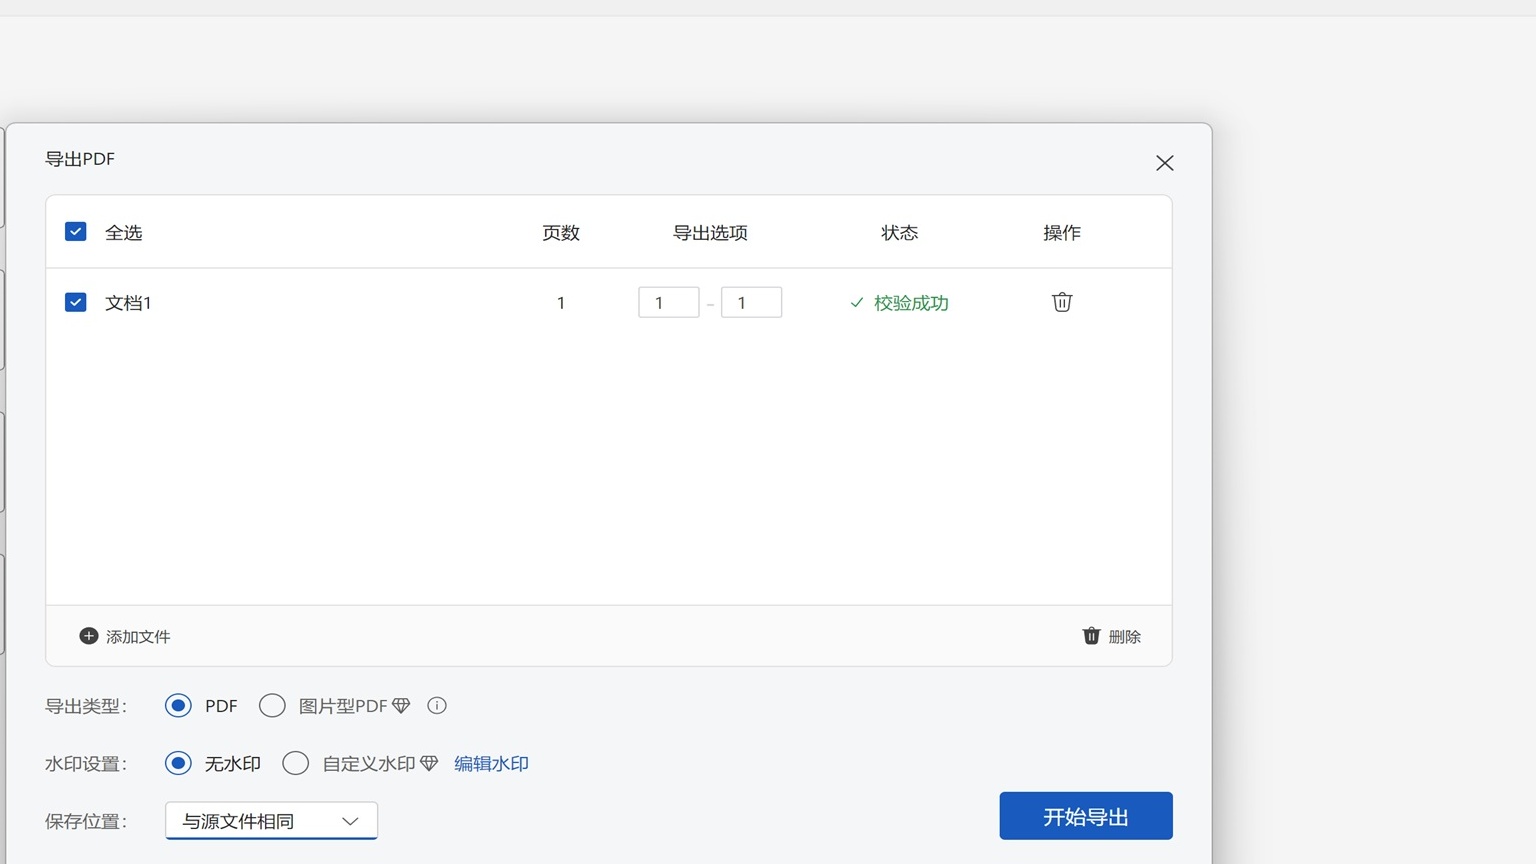 导出PDF
全选 页数 导出选项 状态 操作
文档1 1 1 - 1 校验成功
添加文件 删除
导出类型： PDF 图片型PDF
水印设置： 无水印 自定义水印 编辑水印
保存位置： 与源文件相同 开始导出